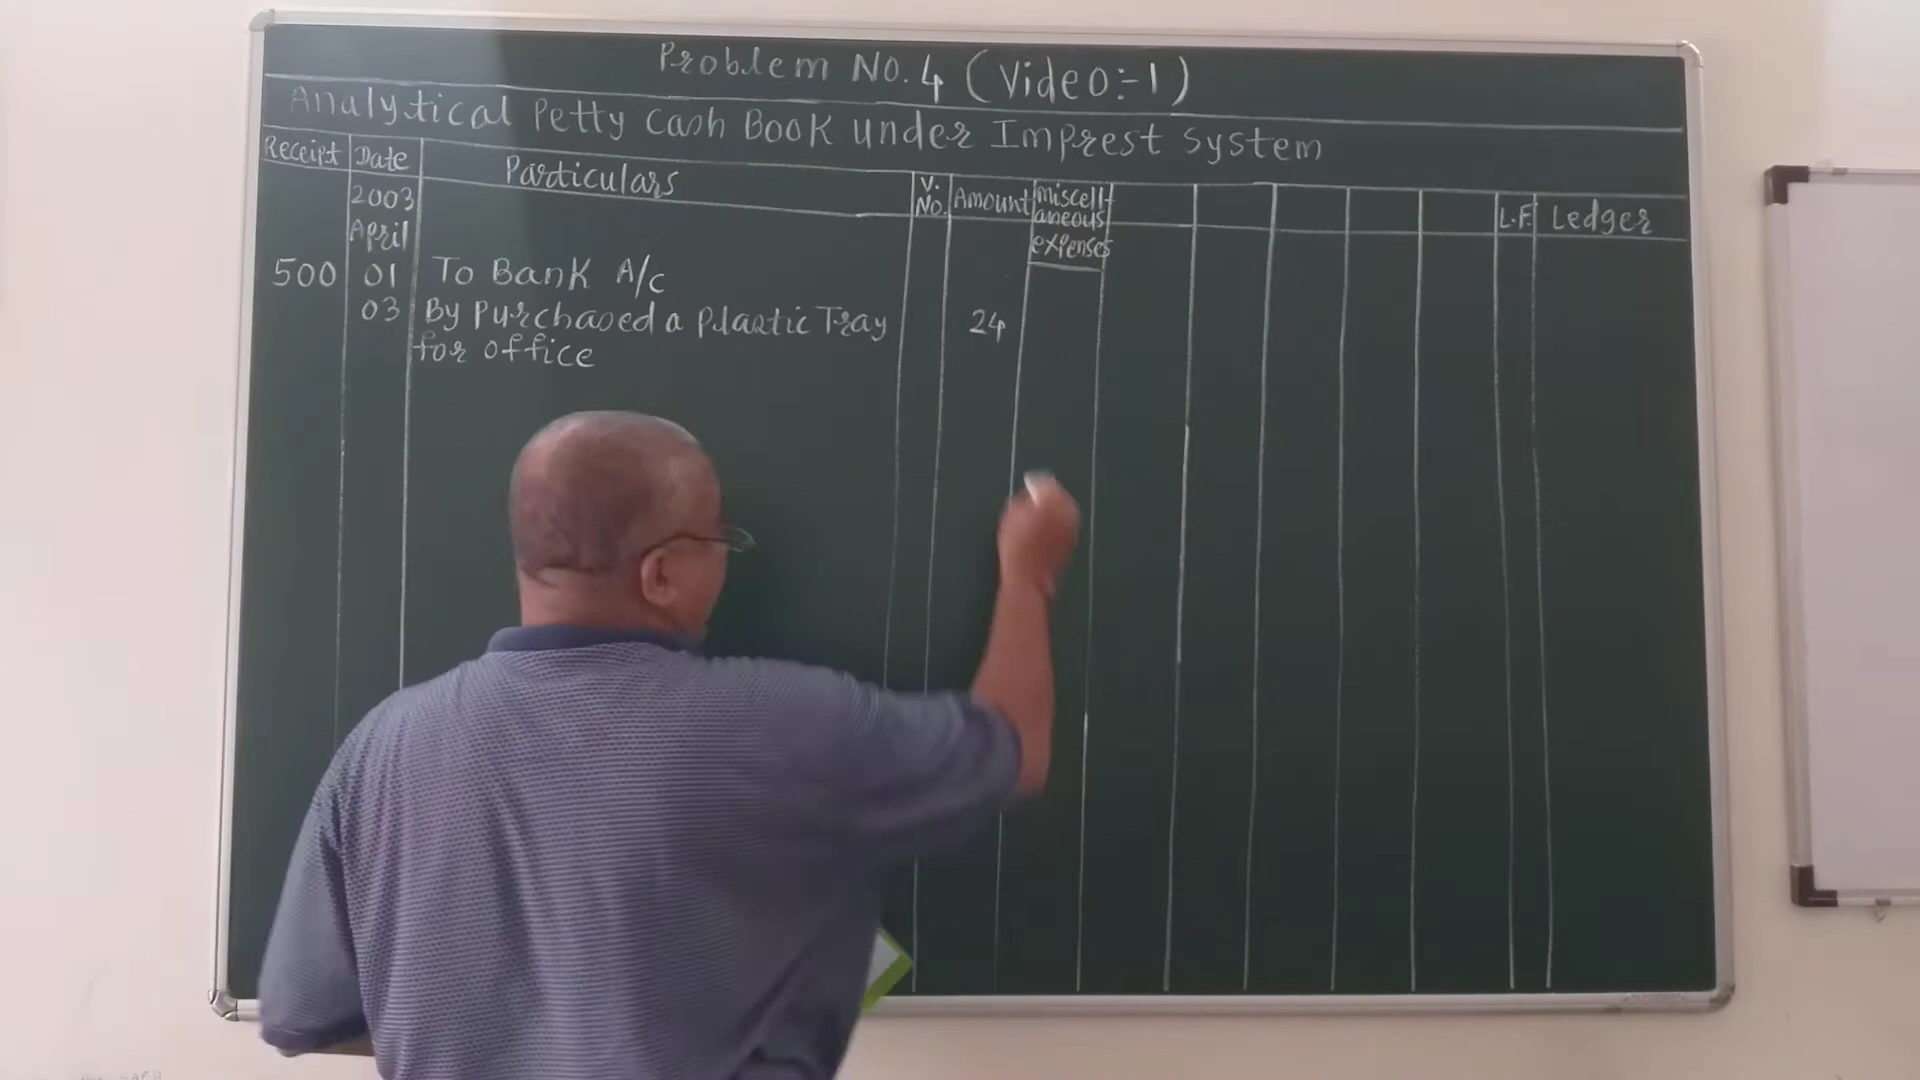 Problem No. 4 (Video:-1)
Analytical Petty Cash Book under Imprest System
Receipt Date Particulars V. No. Amount miscell- aneous expenses L.F. Ledger
2003
April
500 01 To Bank A/c
03 By Purchased a Plastic Tray 24
for office